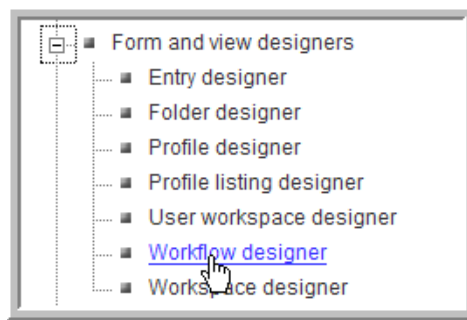 Form and view designers
Entry designer
Folder designer
Profile designer
Profile listing designer
User workspace designer
Workflow designer
Workspace designer